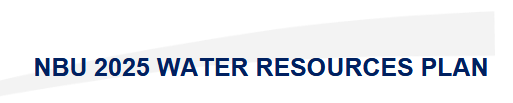 NBU 2025 WATER RESOURCES PLAN